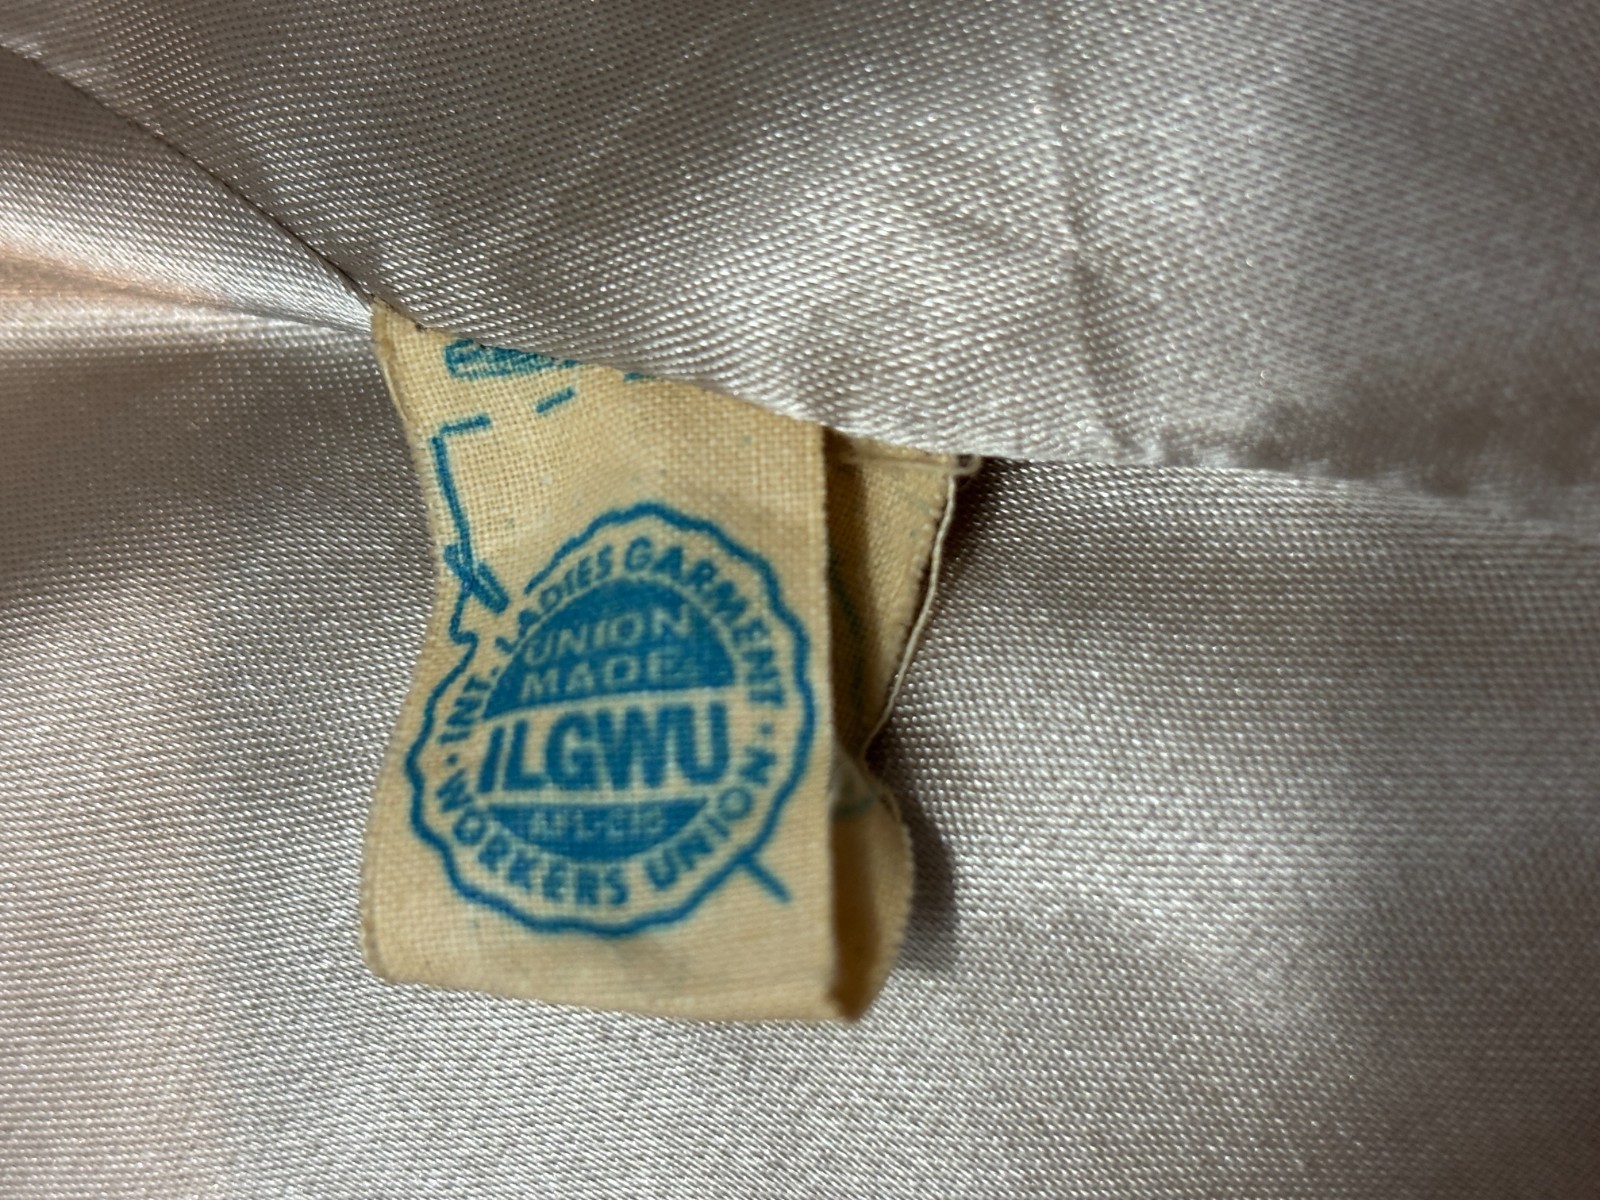 INT. LADIES GARMENT
UNION
MADE
ILGWU
AFL-CIO
WORKERS UNION